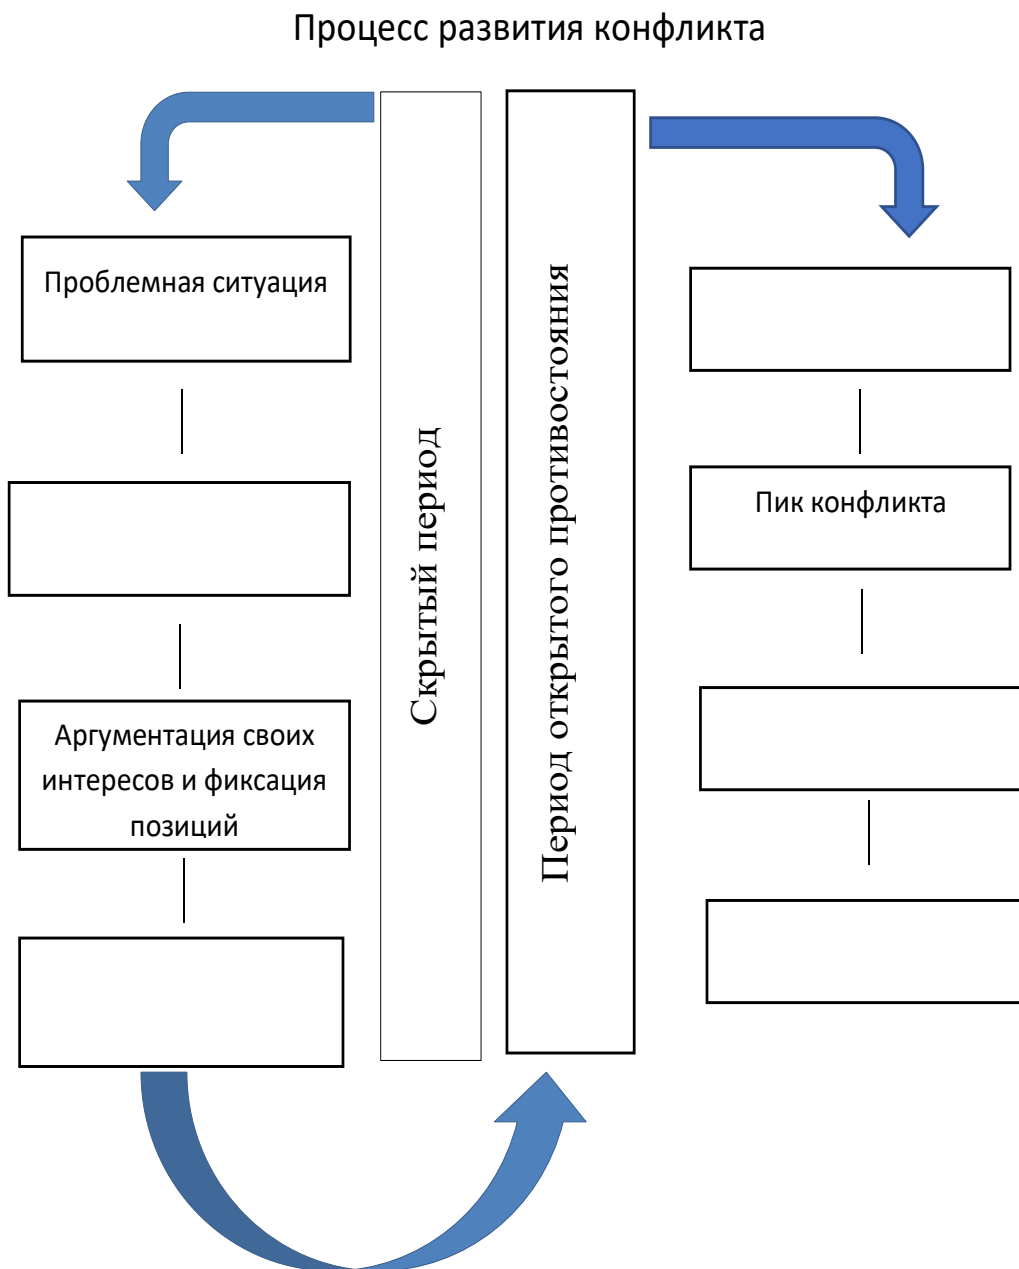 Процесс развития конфликта
Проблемная ситуация
Аргументация своих
интересов и фиксация
позиций
Скрытый период
Период открытого противостояния
Пик конфликта